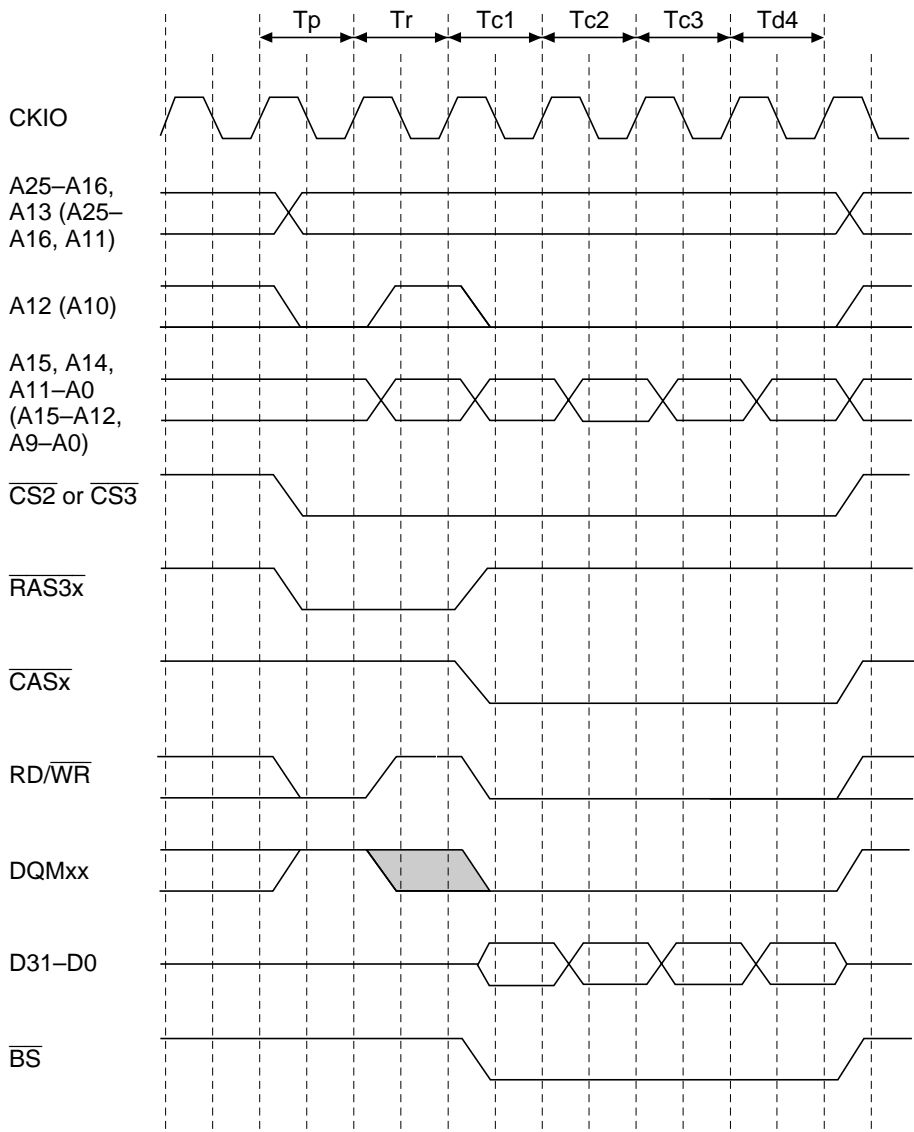 Tp Tr Tc1 Tc2 Tc3 Td4
CKIO
A25–A16,
A13 (A25–
A16, A11)
A12 (A10)
A15, A14,
A11–A0
(A15–A12,
A9–A0)
CS2 or CS3
RAS3x
CASx
RD/WR
DQMxx
D31–D0
BS